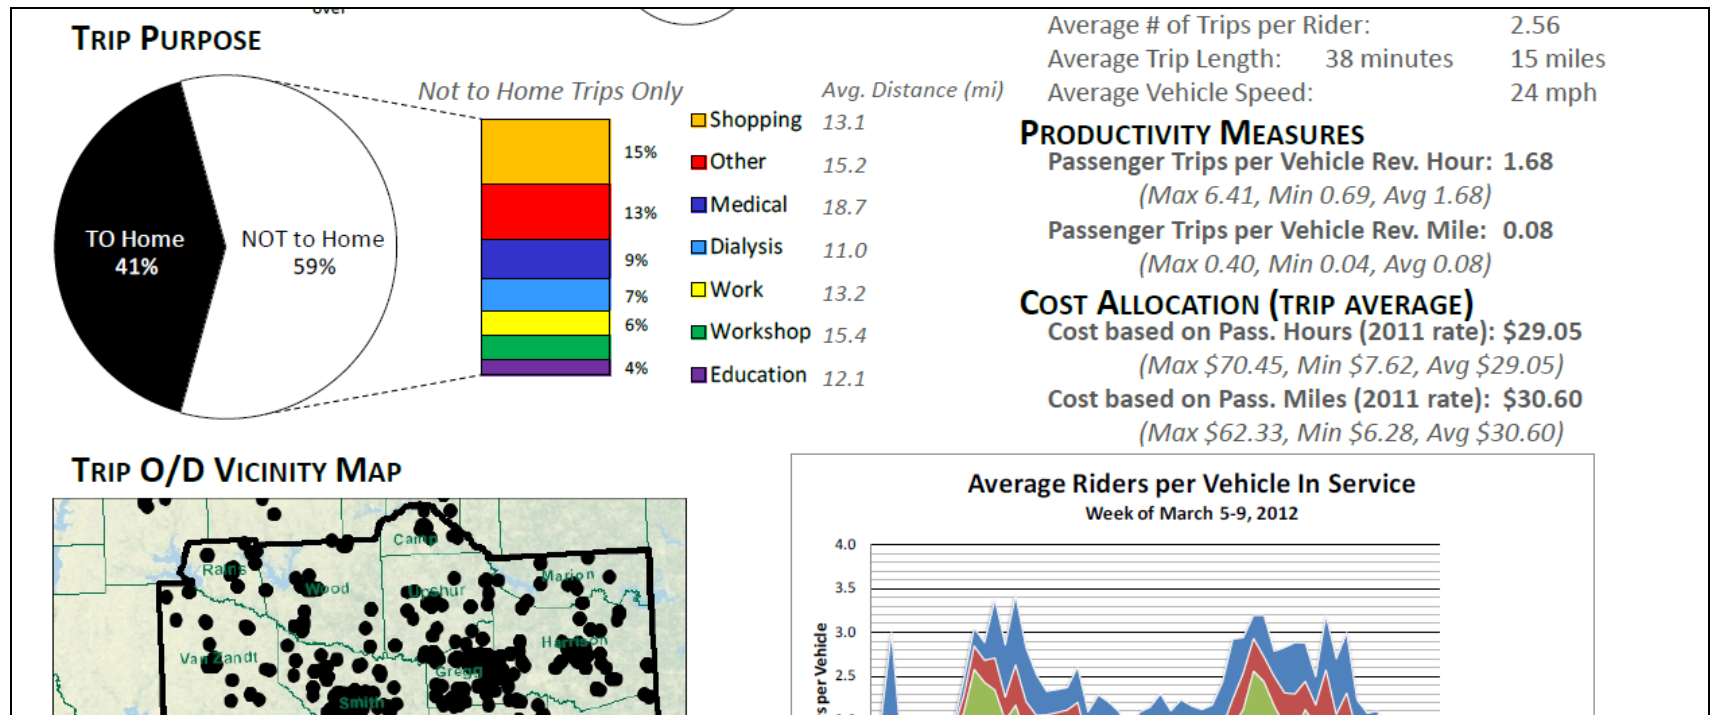 over
TRIP PURPOSE
TO Home
41%
NOT to Home
59%
Not to Home Trips Only
Avg. Distance (mi)
15%
13%
9%
7%
6%
4%
Shopping 13.1
Other 15.2
Medical 18.7
Dialysis 11.0
Work 13.2
Workshop 15.4
Education 12.1
Average # of Trips per Rider: 2.56
Average Trip Length: 38 minutes 15 miles
Average Vehicle Speed: 24 mph
PRODUCTIVITY MEASURES
Passenger Trips per Vehicle Rev. Hour: 1.68
(Max 6.41, Min 0.69, Avg 1.68)
Passenger Trips per Vehicle Rev. Mile: 0.08
(Max 0.40, Min 0.04, Avg 0.08)
COST ALLOCATION (TRIP AVERAGE)
Cost based on Pass. Hours (2011 rate): $29.05
(Max $70.45, Min $7.62, Avg $29.05)
Cost based on Pass. Miles (2011 rate): $30.60
(Max $62.33, Min $6.28, Avg $30.60)
TRIP O/D VICINITY MAP
Camp
Rains
Wood
Upshur
Marion
Van Zandt
Harrison
Gregg
Smith
Average Riders per Vehicle In Service
Week of March 5-9, 2012
4.0
3.5
3.0
2.5
per Vehicle